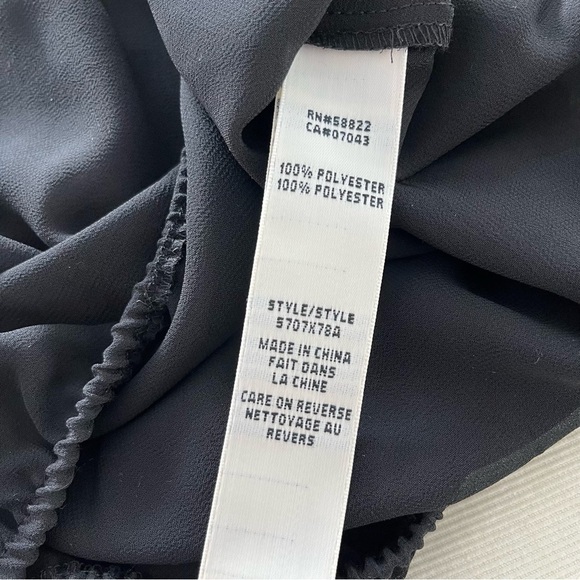 RN#58822
CA#07043
100% POLYESTER
100% POLYESTER
STYLE/STYLE
5707X78A
MADE IN CHINA
FAIT DANS
LA CHINE
CARE ON REVERSE
NETTOYAGE AU
REVERS